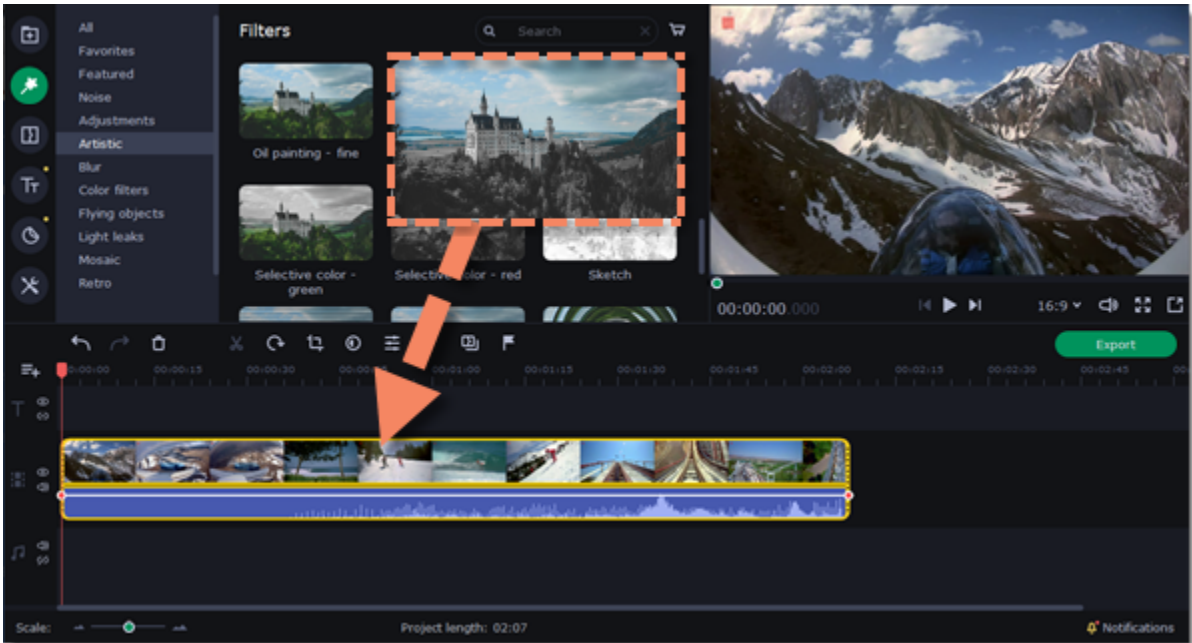 All
Favorites
Featured
Noise
Adjustments
Artistic
Blur
Color filters
Flying objects
Light leaks
Mosaic
Retro
Filters
Search
Oil painting - fine
Selective color -
green
Selective color - red
Sketch
00:00:00.000
16:9
Export
00:00:15
00:00:30
00:01:00
00:01:15
00:01:30
00:01:45
00:02:00
00:02:15
00:02:30
00:02:45
Scale:
Project length: 02:07
Notifications